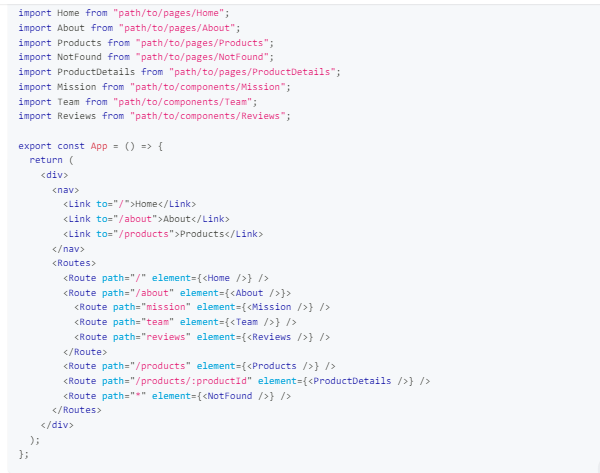 import Home from "path/to/pages/Home";
import About from "path/to/pages/About";
import Products from "path/to/pages/Products";
import NotFound from "path/to/pages/NotFound";
import ProductDetails from "path/to/pages/ProductDetails";
import Mission from "path/to/components/Mission";
import Team from "path/to/components/Team";
import Reviews from "path/to/components/Reviews";

export const App = () => {
  return (
    <div>
      <nav>
        <Link to="/">Home</Link>
        <Link to="/about">About</Link>
        <Link to="/products">Products</Link>
      </nav>
      <Routes>
        <Route path="/" element={<Home />} />
        <Route path="/about" element={<About />}>
          <Route path="mission" element={<Mission />} />
          <Route path="team" element={<Team />} />
          <Route path="reviews" element={<Reviews />} />
        </Route>
        <Route path="/products" element={<Products />} />
        <Route path="/products/:productId" element={<ProductDetails />} />
        <Route path="*" element={<NotFound />} />
      </Routes>
    </div>
  );
};